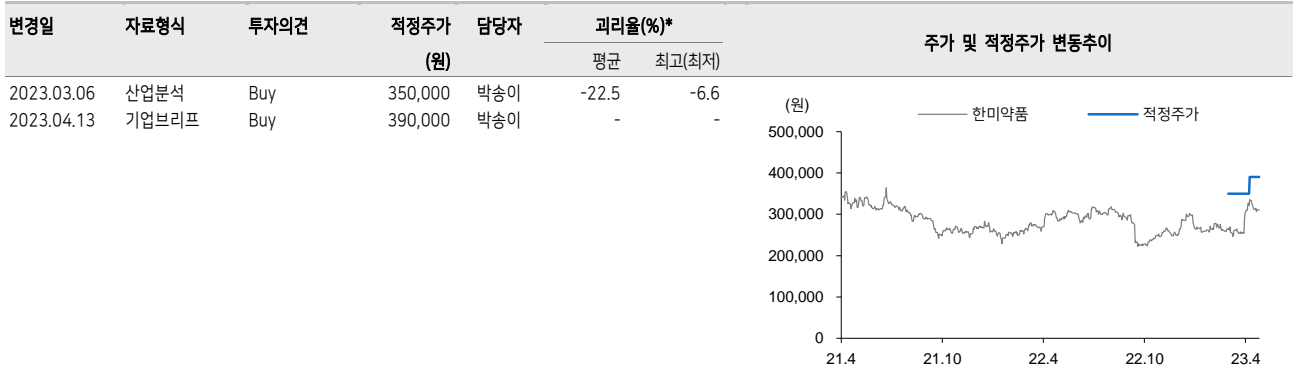 변경일 자료형식 투자의견 적정주가 담당자 괴리율(%)* 주가 및 적정주가 변동추이
(원) 평균 최고(최저)
2023.03.06 산업분석 Buy 350,000 박송이 -22.5 -6.6
2023.04.13 기업브리프 Buy 390,000 박송이 - -
(원) 한미약품 적정주가
500,000
400,000
300,000
200,000
100,000
0
21.4 21.10 22.4 22.10 23.4